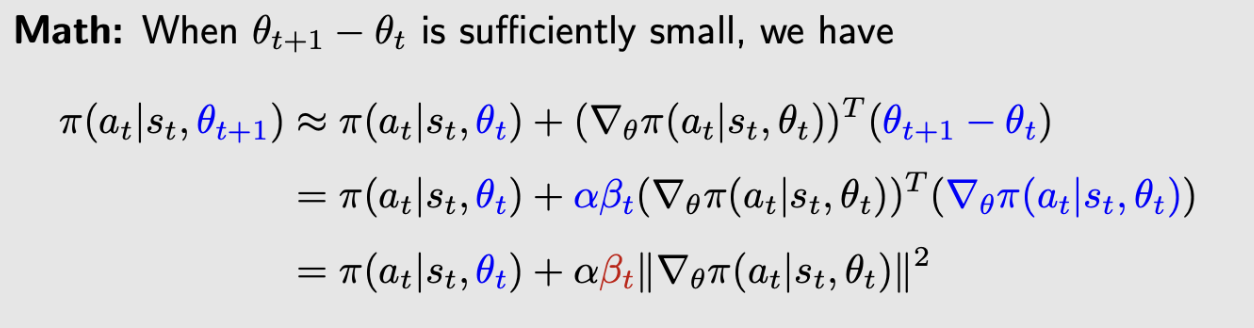 Math: When θ_{t+1} − θ_t is sufficiently small, we have
π(a_t|s_t, θ_{t+1}) ≈ π(a_t|s_t, θ_t) + (∇_θπ(a_t|s_t, θ_t))^T(θ_{t+1} − θ_t)
= π(a_t|s_t, θ_t) + αβ_t(∇_θπ(a_t|s_t, θ_t))^T(∇_θπ(a_t|s_t, θ_t))
= π(a_t|s_t, θ_t) + αβ_t‖∇_θπ(a_t|s_t, θ_t)‖^2